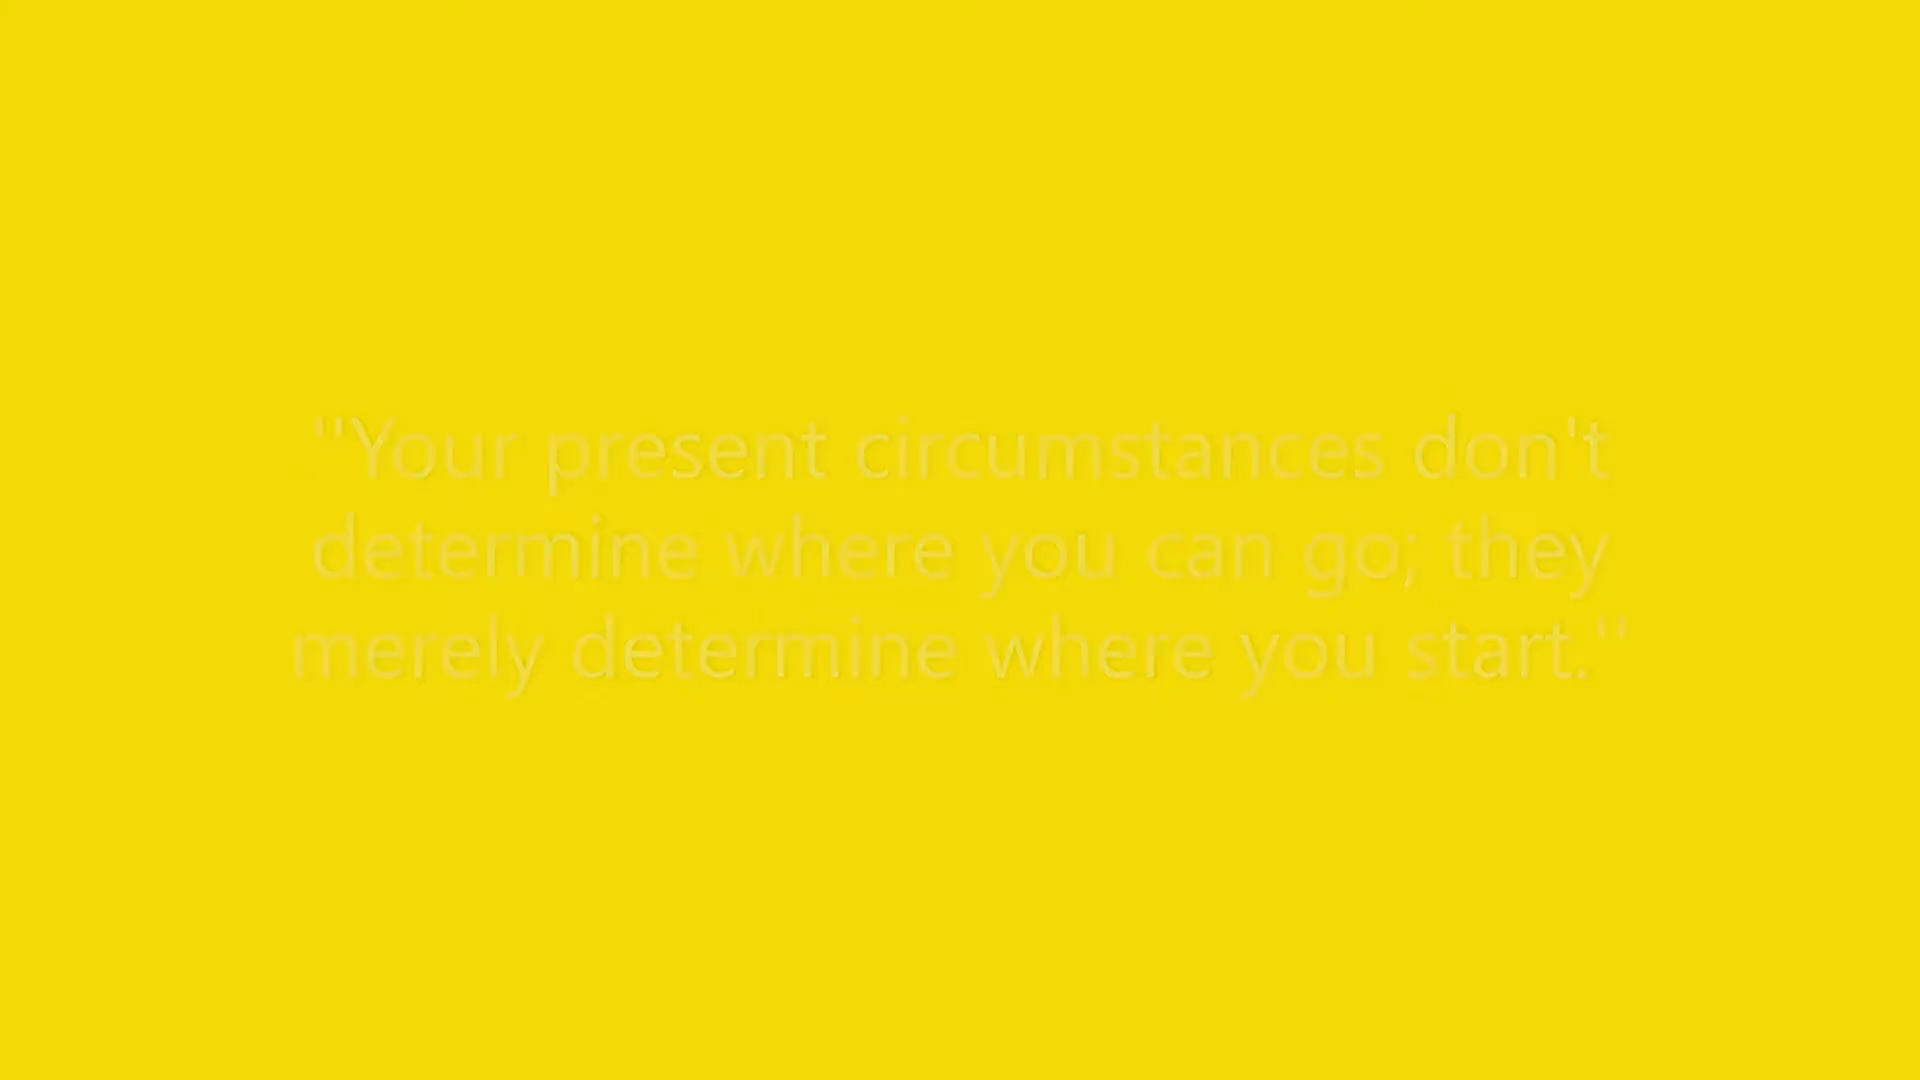 "Your present circumstances don't
determine where you can go; they
merely determine where you start."